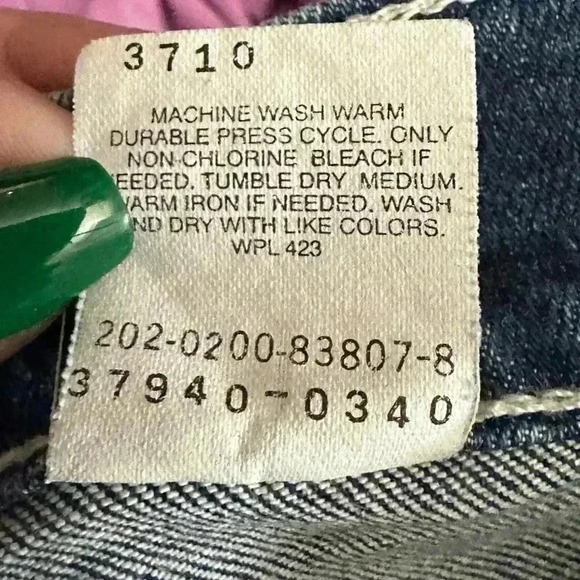 3710
MACHINE WASH WARM
DURABLE PRESS CYCLE. ONLY
NON-CHLORINE BLEACH IF
EEDED. TUMBLE DRY MEDIUM.
ARM IRON IF NEEDED. WASH
ND DRY WITH LIKE COLORS.
WPL 423
202-0200-83807-8
37940-0340